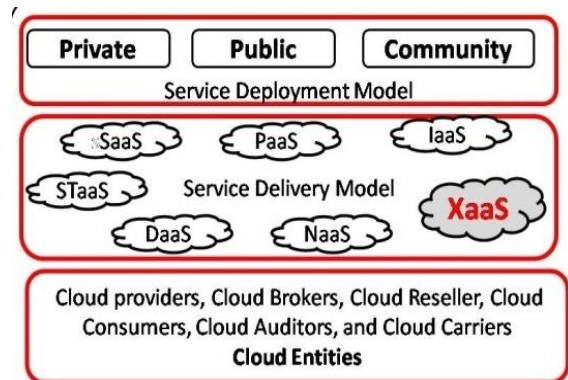 Private Public Community
Service Deployment Model
SaaS PaaS IaaS
STaaS Service Delivery Model XaaS
DaaS NaaS
Cloud providers, Cloud Brokers, Cloud Reseller, Cloud
Consumers, Cloud Auditors, and Cloud Carriers
Cloud Entities